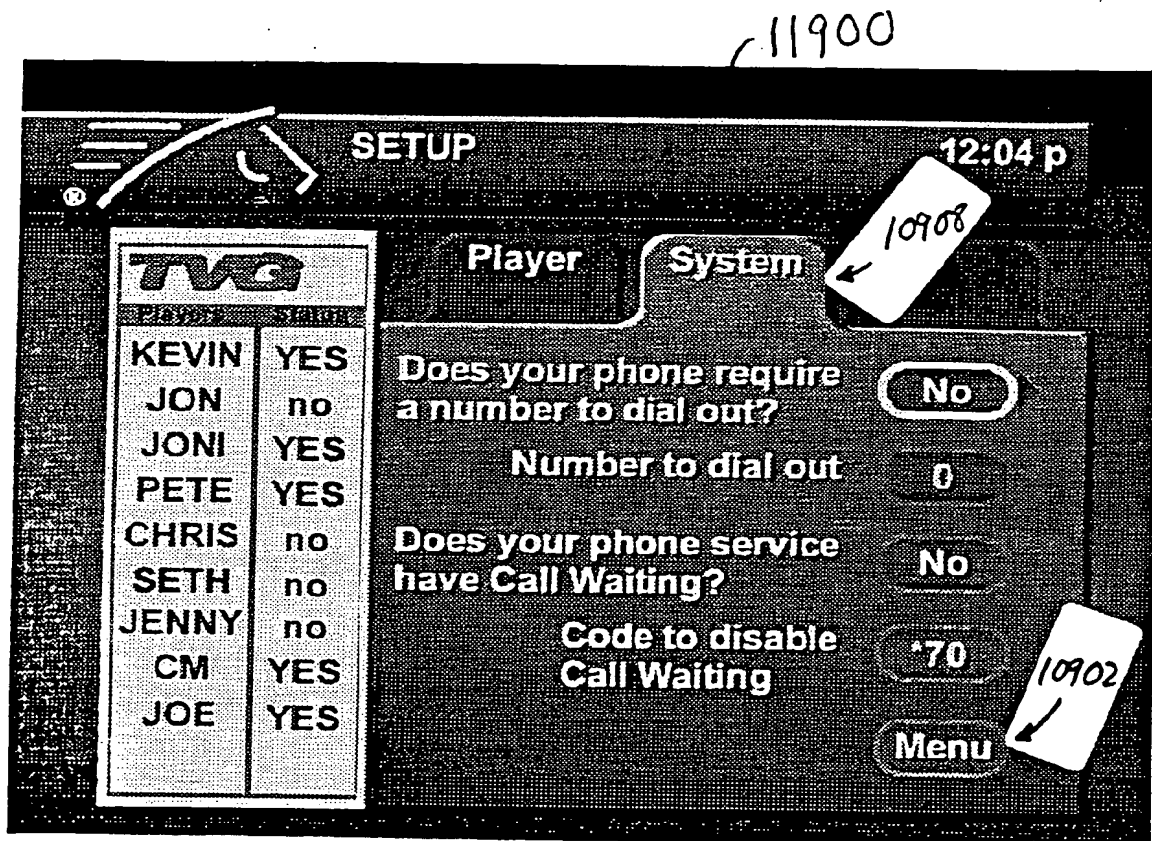 11900
SETUP
12:04 p
®
TVG
Players Status
KEVIN YES
JON no
JONI YES
PETE YES
CHRIS no
SETH no
JENNY no
CM YES
JOE YES
Player
System
10908
Does your phone require
a number to dial out?
No
Number to dial out
0
Does your phone service
have Call Waiting?
No
Code to disable
Call Waiting
*70
10902
Menu